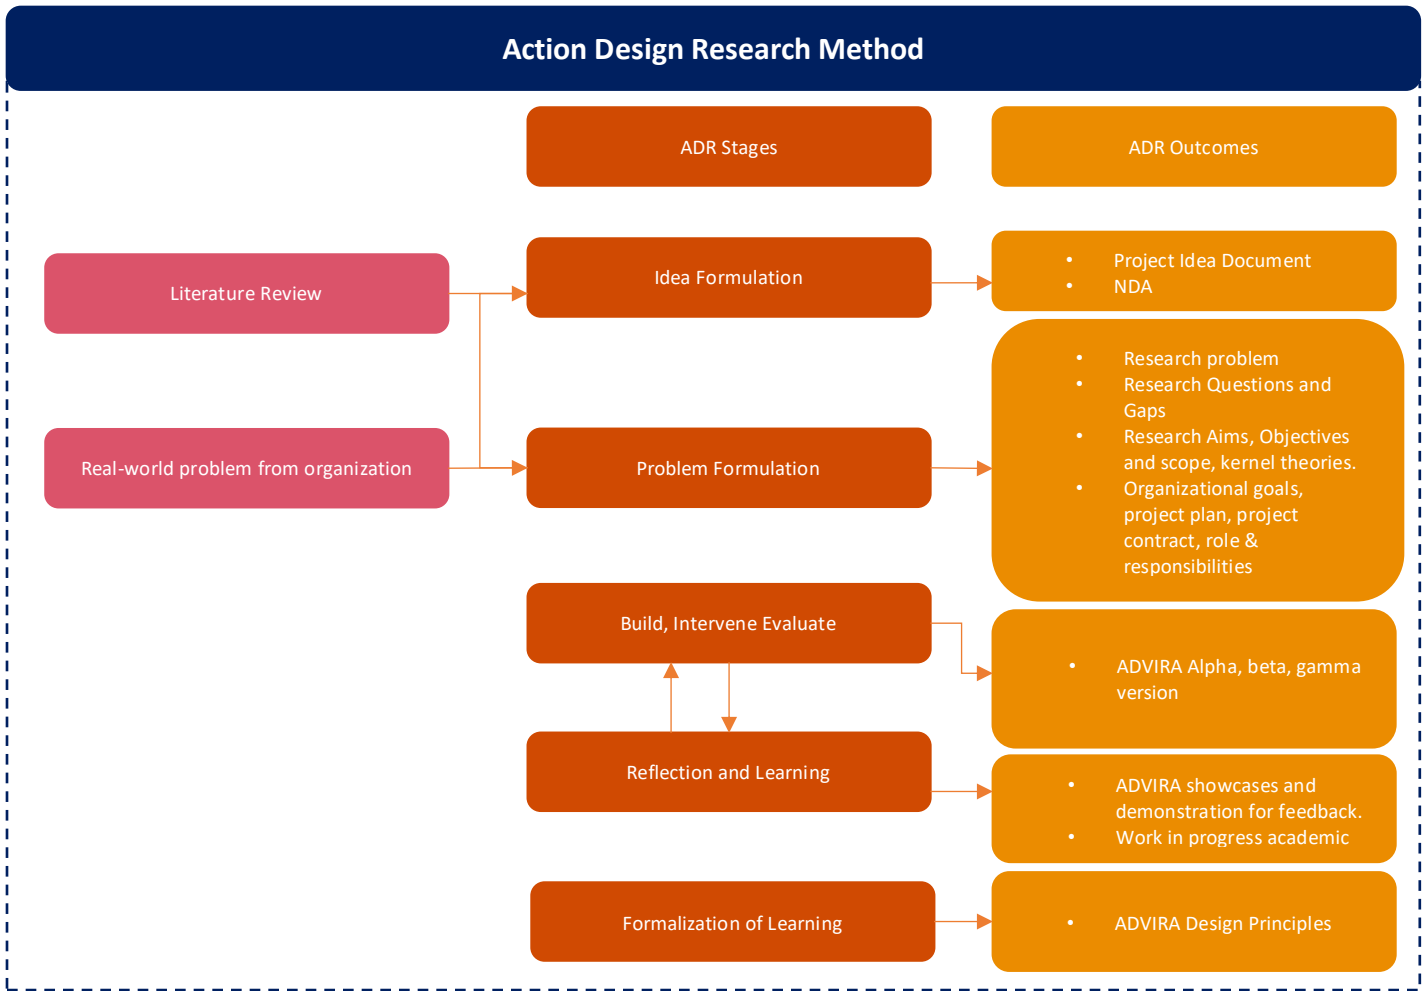 Action Design Research Method
ADR Stages
ADR Outcomes
Literature Review
Idea Formulation
• Project Idea Document
• NDA
Real-world problem from organization
Problem Formulation
• Research problem
• Research Questions and
Gaps
• Research Aims, Objectives
and scope, kernel theories.
• Organizational goals,
project plan, project
contract, role &
responsibilities
Build, Intervene Evaluate
• ADVIRA Alpha, beta, gamma
version
Reflection and Learning
• ADVIRA showcases and
demonstration for feedback.
• Work in progress academic
Formalization of Learning
• ADVIRA Design Principles